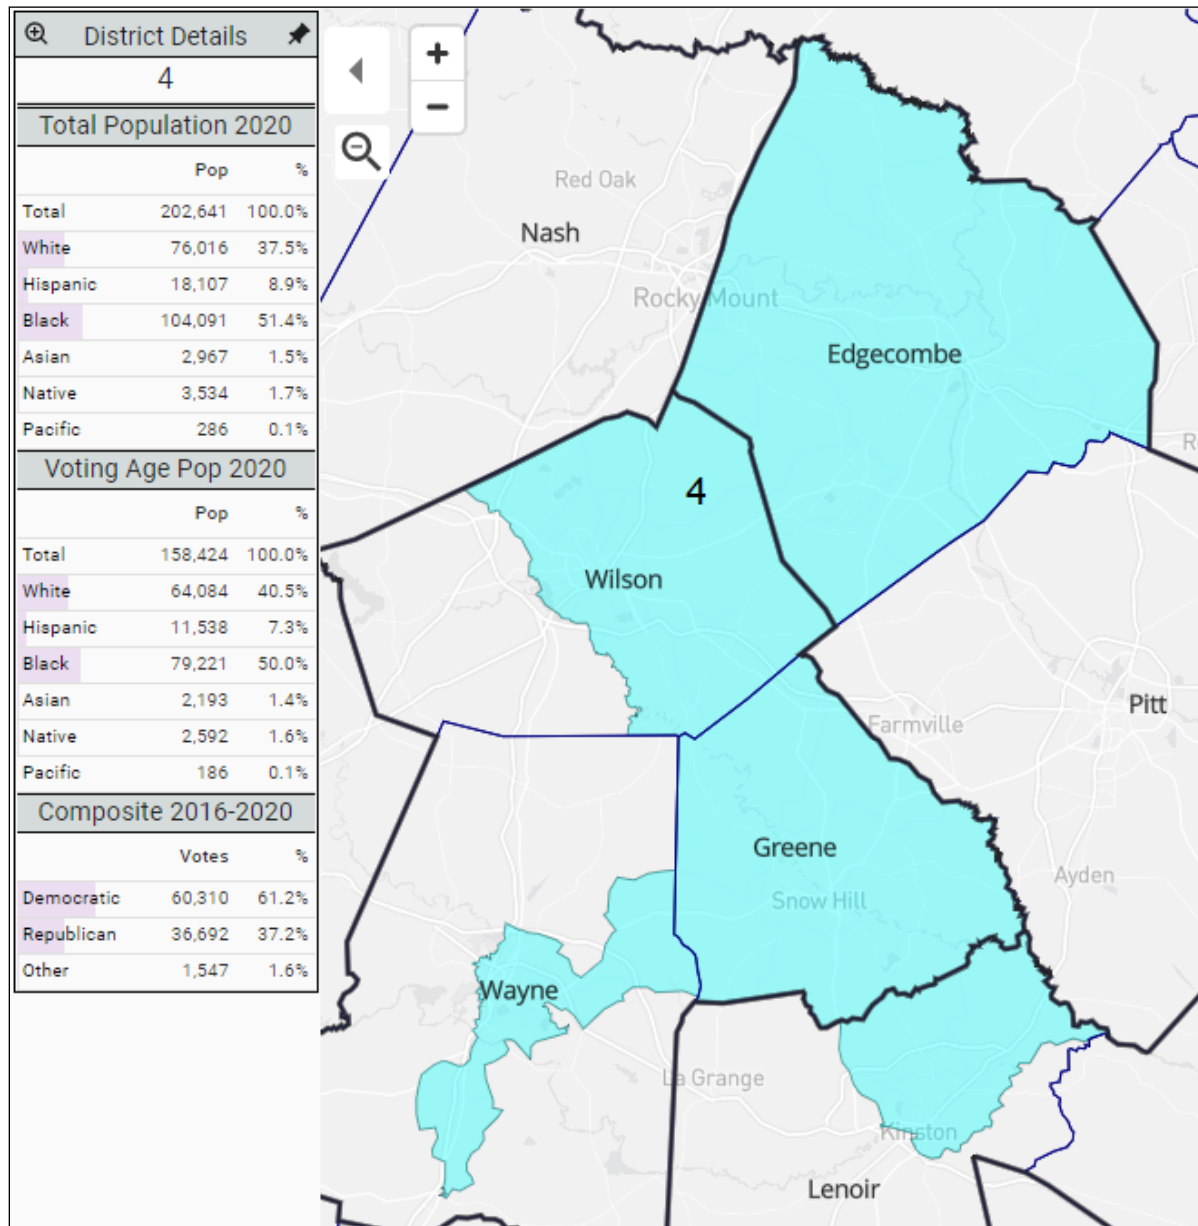 District Details
4
Total Population 2020
Pop %
Total 202,641 100.0%
White 76,016 37.5%
Hispanic 18,107 8.9%
Black 104,091 51.4%
Asian 2,967 1.5%
Native 3,534 1.7%
Pacific 286 0.1%
Voting Age Pop 2020
Pop %
Total 158,424 100.0%
White 64,084 40.5%
Hispanic 11,538 7.3%
Black 79,221 50.0%
Asian 2,193 1.4%
Native 2,592 1.6%
Pacific 186 0.1%
Composite 2016-2020
Votes %
Democratic 60,310 61.2%
Republican 36,692 37.2%
Other 1,547 1.6%
+
−
Red Oak
Nash
Rocky Mount
Edgecombe
4
Wilson
Pitt
Farmville
Greene
Ayden
Snow Hill
Wayne
La Grange
Kinston
Lenoir